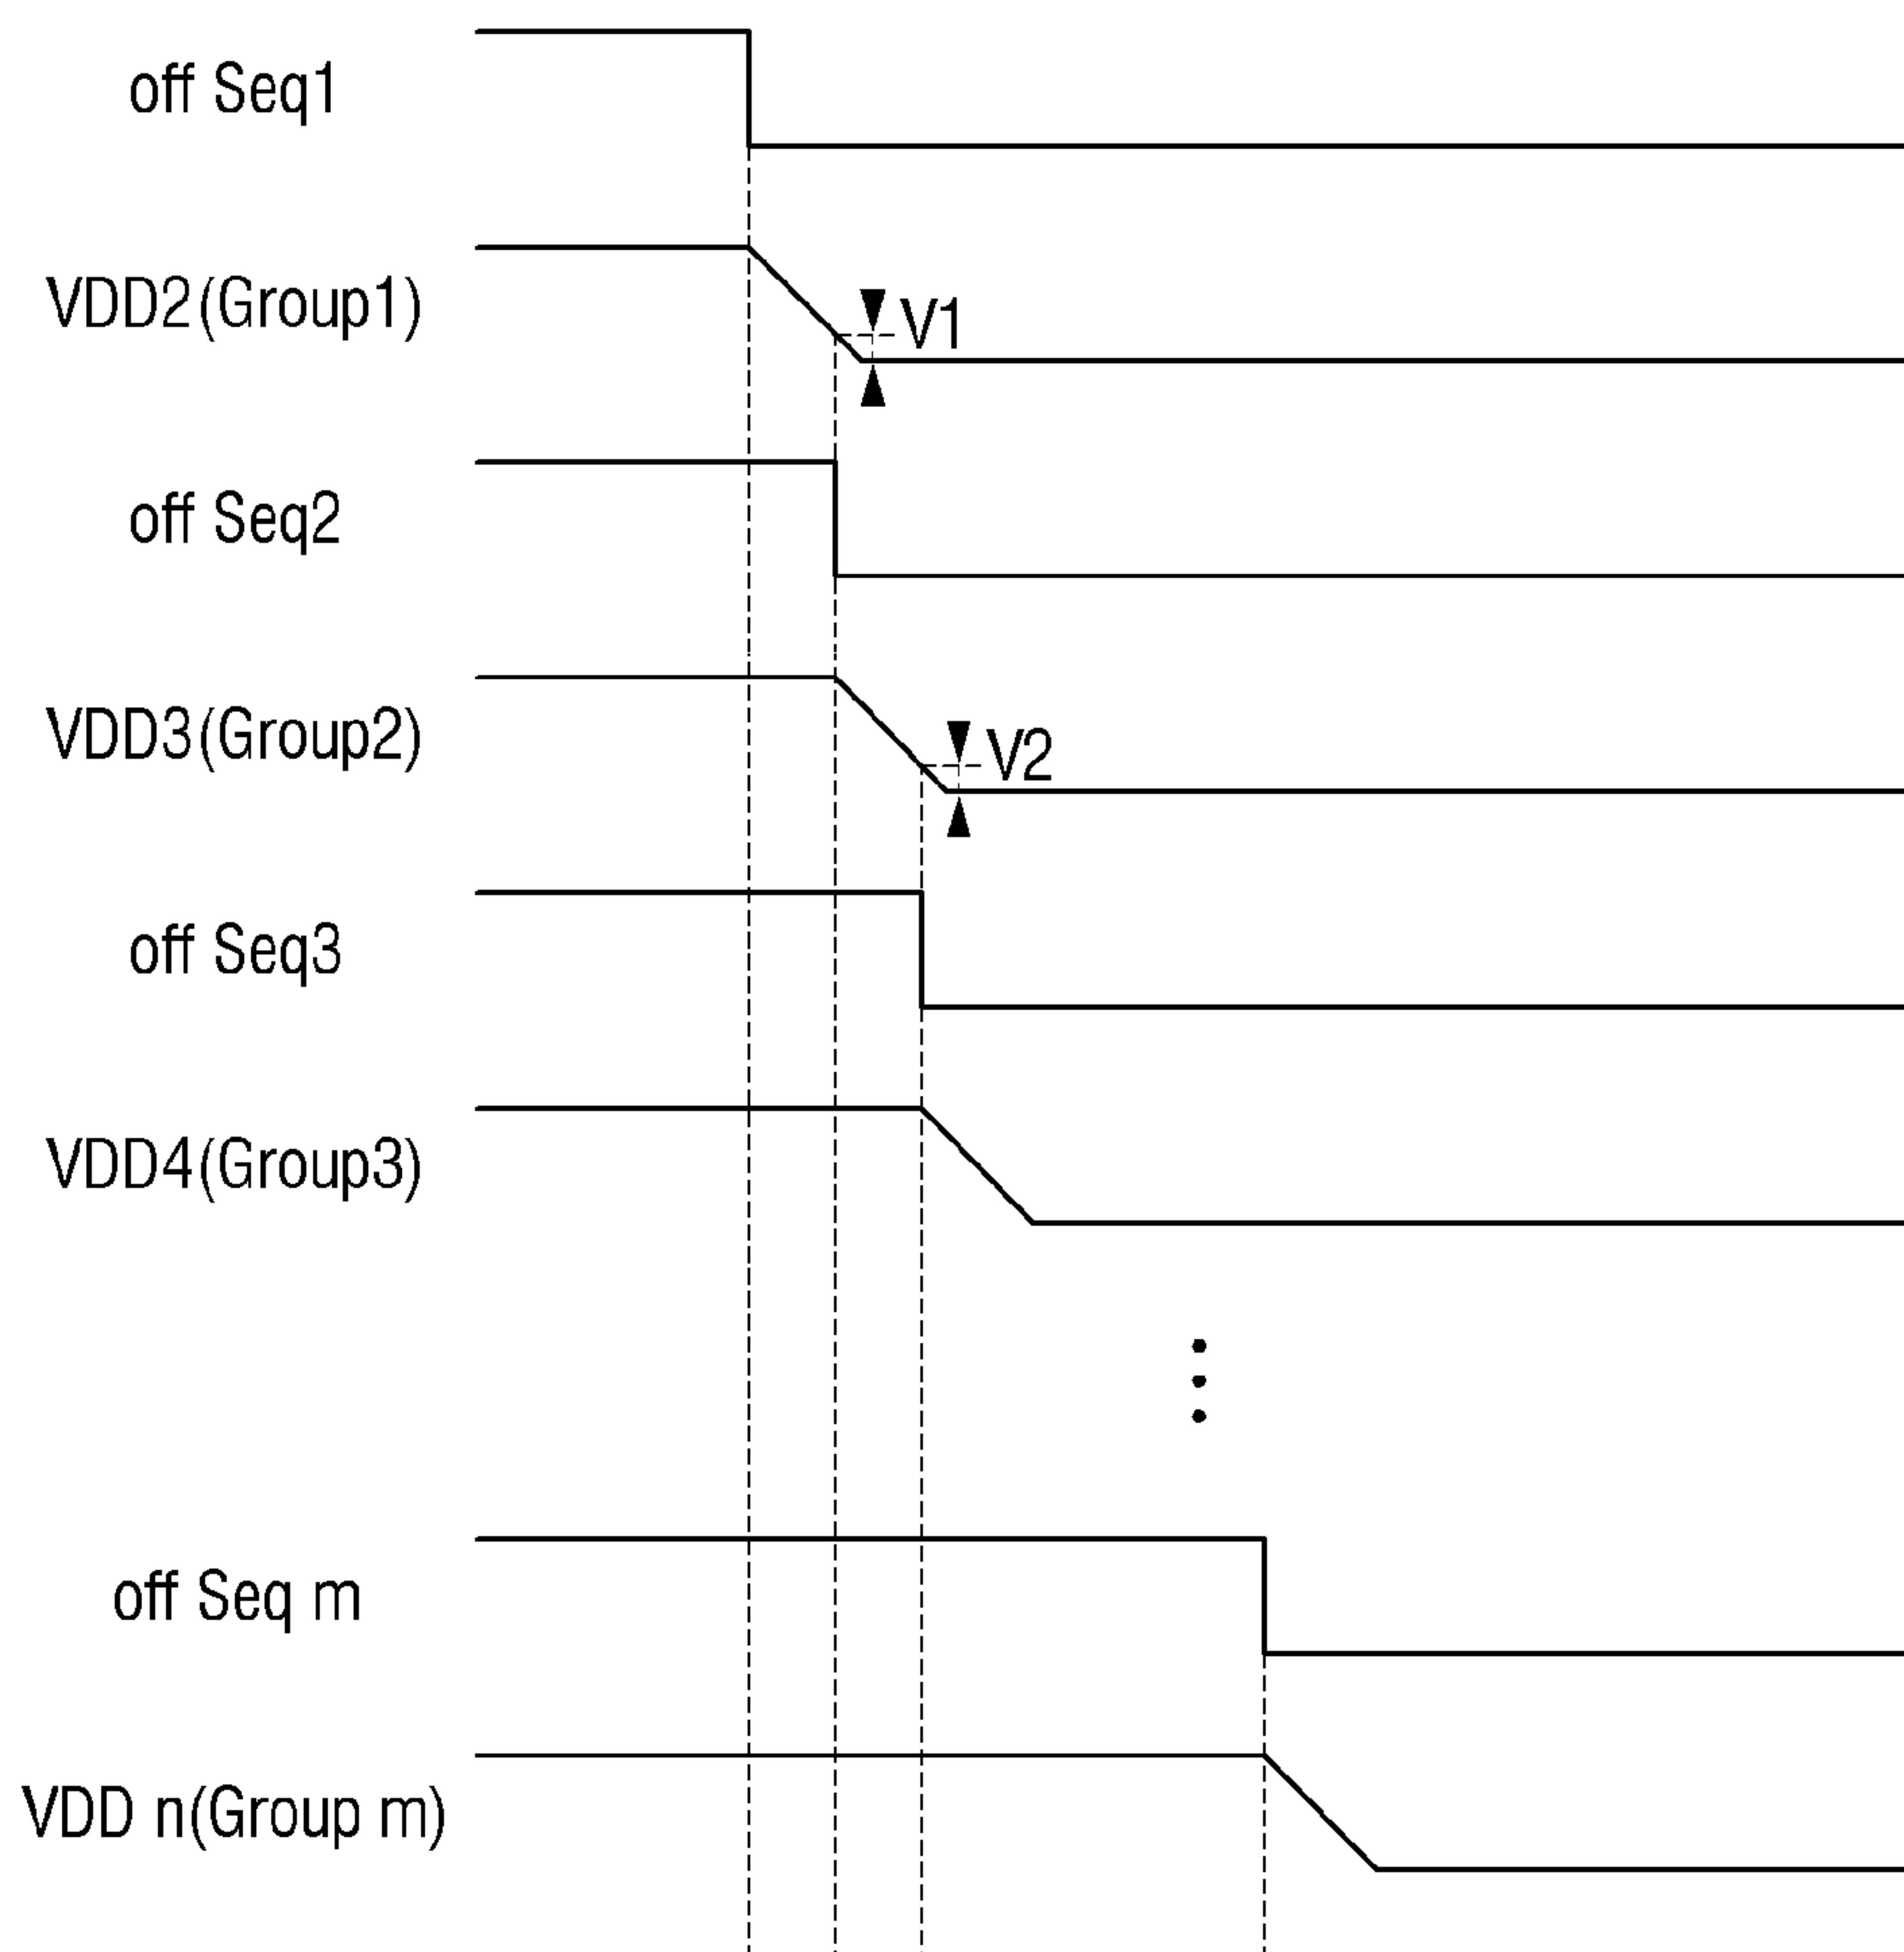 off Seq1
VDD2(Group1)
V1
off Seq2
VDD3(Group2)
V2
off Seq3
VDD4(Group3)
off Seq m
VDD n(Group m)